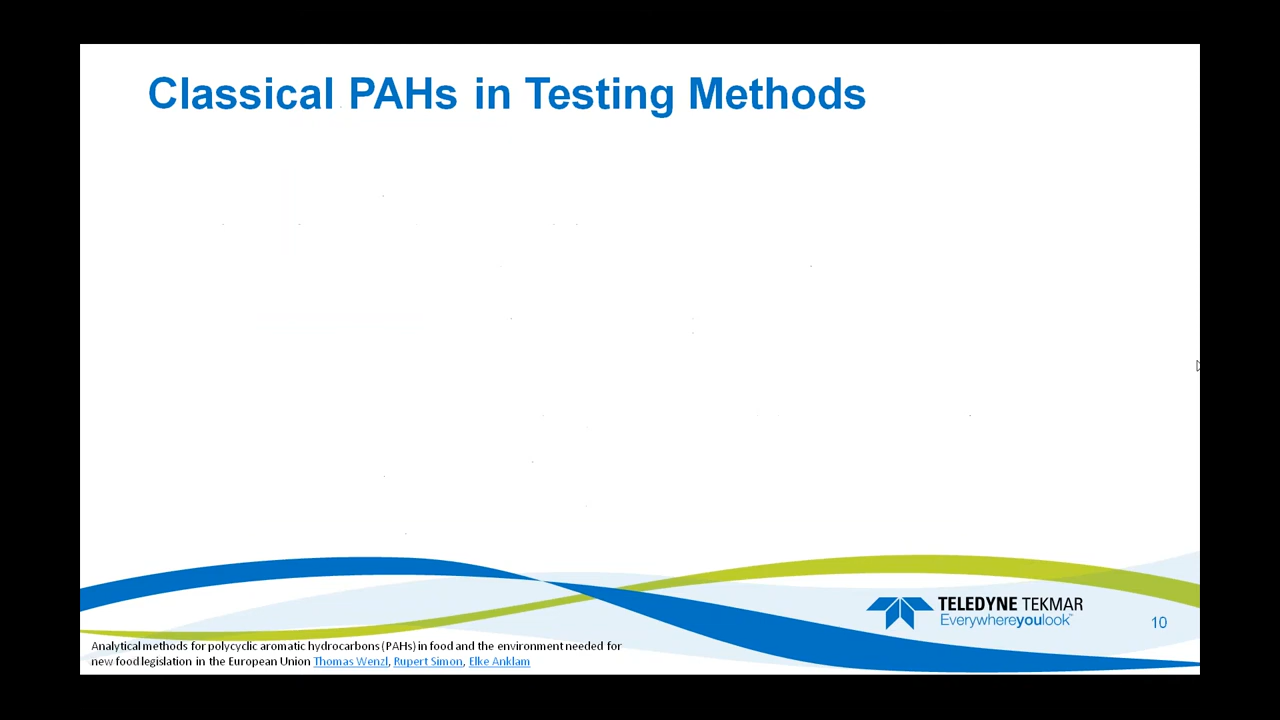 Classical PAHs in Testing Methods
TELEDYNE TEKMAR
Everywhereyoulook™
10
Analytical methods for polycyclic aromatic hydrocarbons (PAHs) in food and the environment needed for
new food legislation in the European Union Thomas Wenzl, Rupert Simon, Elke Anklam